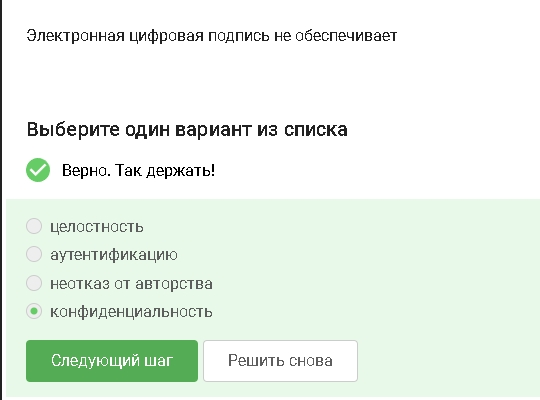 Электронная цифровая подпись не обеспечивает
Выберите один вариант из списка
Верно. Так держать!
целостность
аутентификацию
неотказ от авторства
конфиденциальность
Следующий шаг
Решить снова